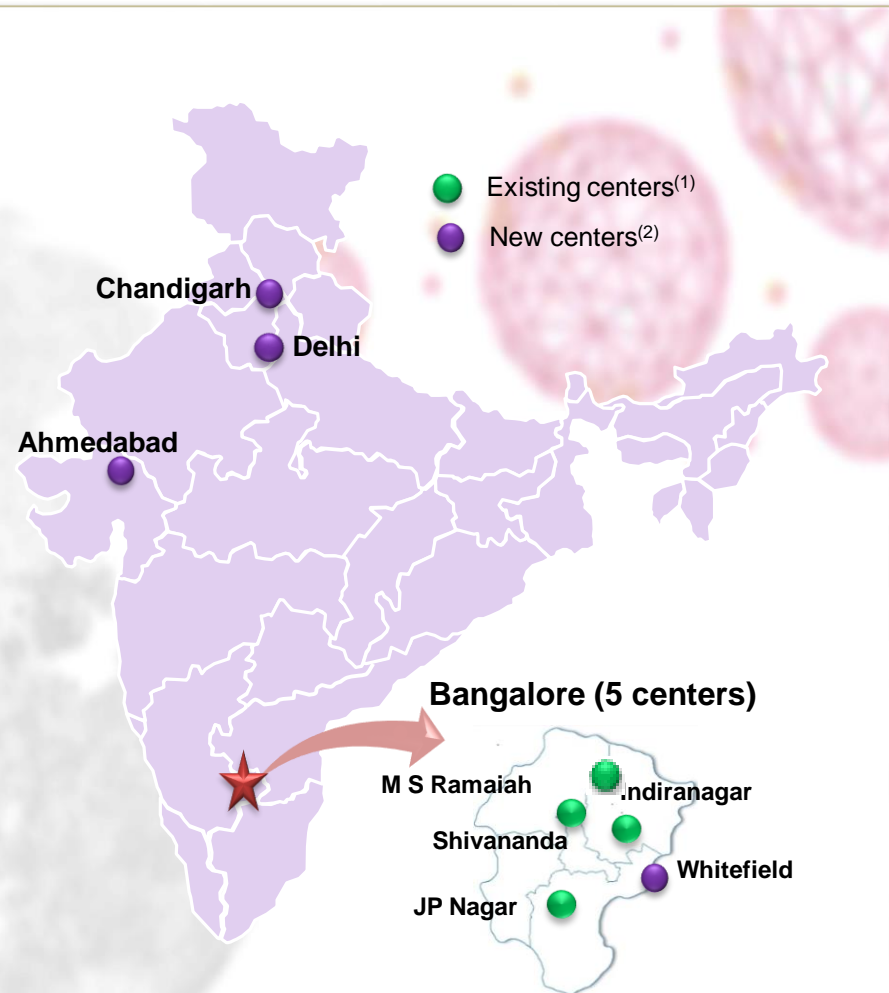 Existing centers(1)
New centers(2)
Chandigarh
Delhi
Ahmedabad
Bangalore (5 centers)
M S Ramaiah
Indiranagar
Shivananda
Whitefield
JP Nagar